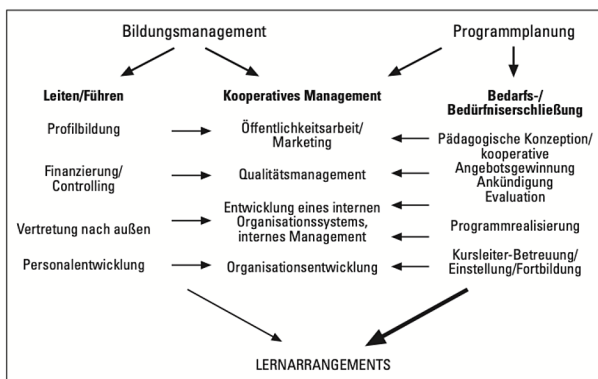 Bildungsmanagement
Programmplanung
Leiten/Führen
Kooperatives Management
Bedarfs-/
Bedürfniserschließung
Profilbildung
Öffentlichkeitsarbeit/
Marketing
Pädagogische Konzeption/
kooperative
Angebotsgewinnung
Ankündigung
Evaluation
Finanzierung/
Controlling
Qualitätsmanagement
Vertretung nach außen
Entwicklung eines internen
Organisationssystems,
internes Management
Programmrealisierung
Personalentwicklung
Organisationsentwicklung
Kursleiter-Betreuung/
Einstellung/Fortbildung
LERNARRANGEMENTS